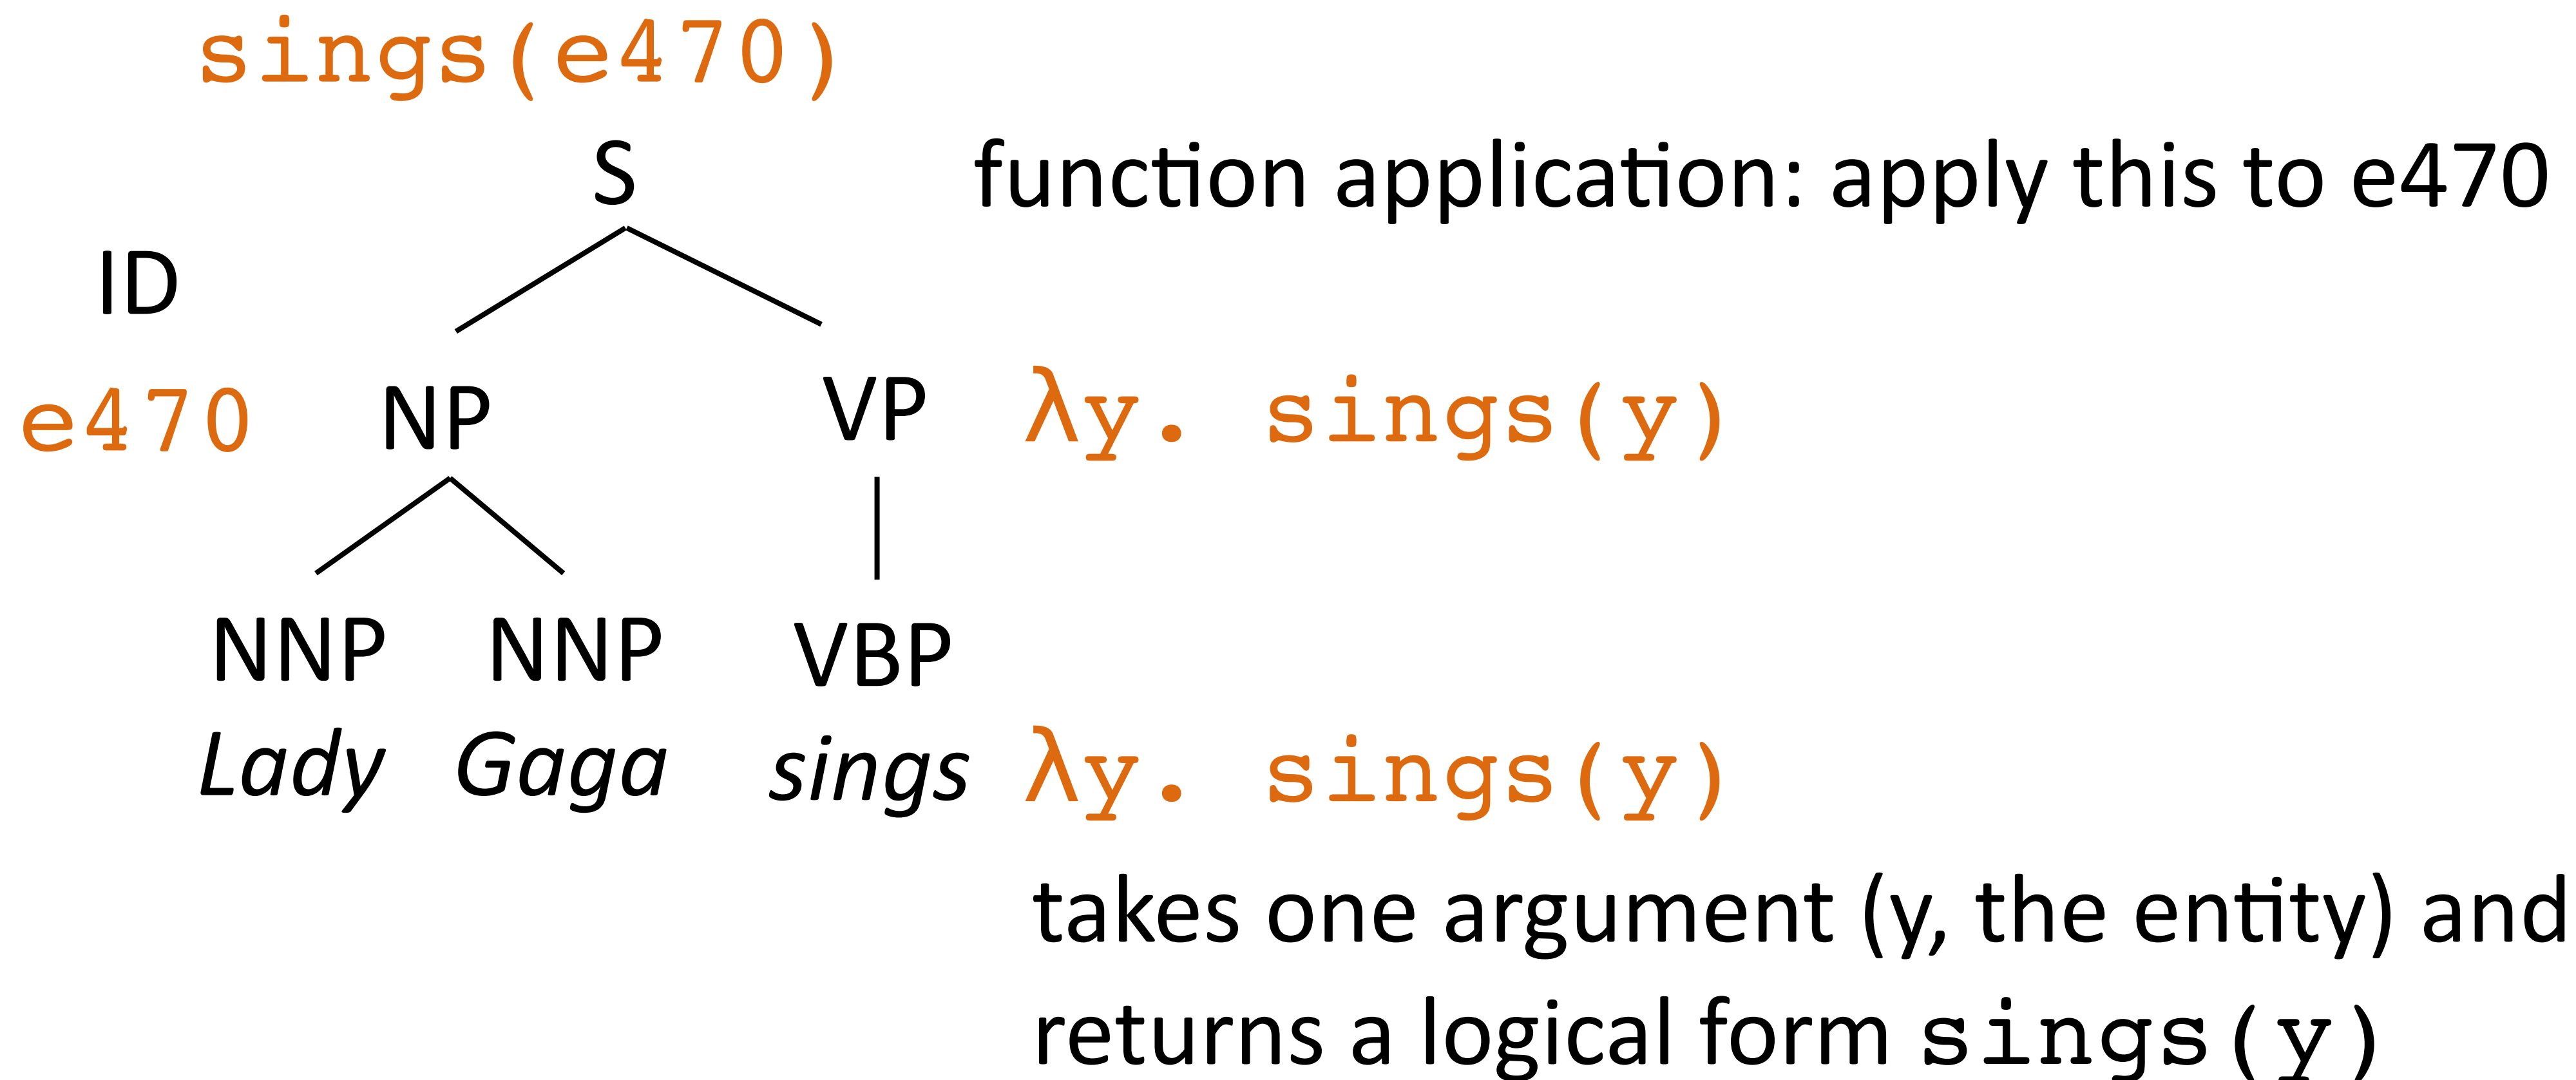 sings(e470)
S function application: apply this to e470
ID
e470 NP VP λy. sings(y)
NNP NNP VBP
Lady Gaga sings λy. sings(y)
takes one argument (y, the entity) and
returns a logical form sings(y)